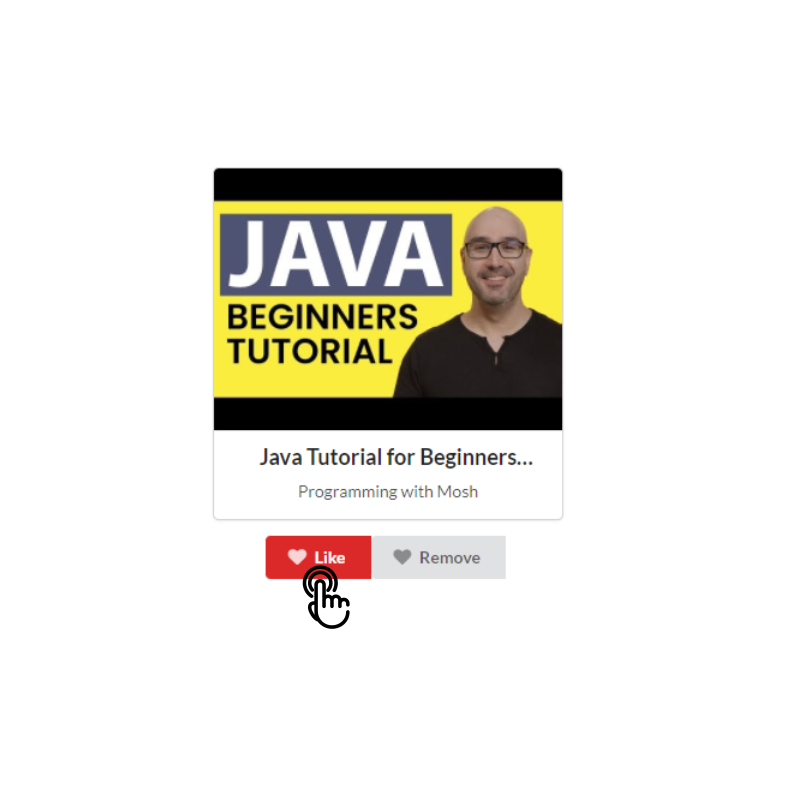 JAVA
BEGINNERS
TUTORIAL
Java Tutorial for Beginners...
Programming with Mosh
Like Remove